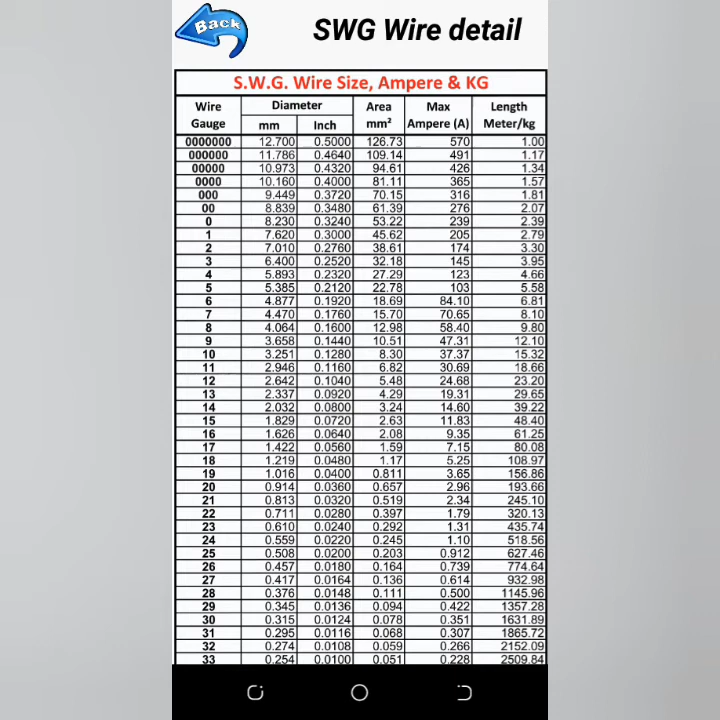 Back
SWG Wire detail
S.W.G. Wire Size, Ampere & KG
Wire Gauge Diameter Area mm² Max Ampere (A) Length Meter/kg
mm Inch
0000000 12.700 0.5000 126.73 570 1.00
000000 11.786 0.4640 109.14 491 1.17
00000 10.973 0.4320 94.61 426 1.34
0000 10.160 0.4000 81.11 365 1.57
000 9.449 0.3720 70.15 316 1.81
00 8.839 0.3480 61.39 276 2.07
0 8.230 0.3240 53.22 239 2.39
1 7.620 0.3000 45.62 205 2.79
2 7.010 0.2760 38.61 174 3.30
3 6.400 0.2520 32.18 145 3.95
4 5.893 0.2320 27.29 123 4.66
5 5.385 0.2120 22.78 103 5.58
6 4.877 0.1920 18.69 84.10 6.81
7 4.470 0.1760 15.70 70.65 8.10
8 4.064 0.1600 12.98 58.40 9.80
9 3.658 0.1440 10.51 47.31 12.10
10 3.251 0.1280 8.30 37.37 15.32
11 2.946 0.1160 6.82 30.69 18.66
12 2.642 0.1040 5.48 24.68 23.20
13 2.337 0.0920 4.29 19.31 29.65
14 2.032 0.0800 3.24 14.60 39.22
15 1.829 0.0720 2.63 11.83 48.40
16 1.626 0.0640 2.08 9.35 61.25
17 1.422 0.0560 1.59 7.15 80.08
18 1.219 0.0480 1.17 5.25 108.97
19 1.016 0.0400 0.811 3.65 156.86
20 0.914 0.0360 0.657 2.96 193.66
21 0.813 0.0320 0.519 2.34 245.10
22 0.711 0.0280 0.397 1.79 320.13
23 0.610 0.0240 0.292 1.31 435.74
24 0.559 0.0220 0.245 1.10 518.56
25 0.508 0.0200 0.203 0.912 627.46
26 0.457 0.0180 0.164 0.739 774.64
27 0.417 0.0164 0.136 0.614 932.98
28 0.376 0.0148 0.111 0.500 1145.96
29 0.345 0.0136 0.094 0.422 1357.28
30 0.315 0.0124 0.078 0.351 1631.89
31 0.295 0.0116 0.068 0.307 1865.72
32 0.274 0.0108 0.059 0.266 2152.09
33 0.254 0.0100 0.051 0.228 2509.84